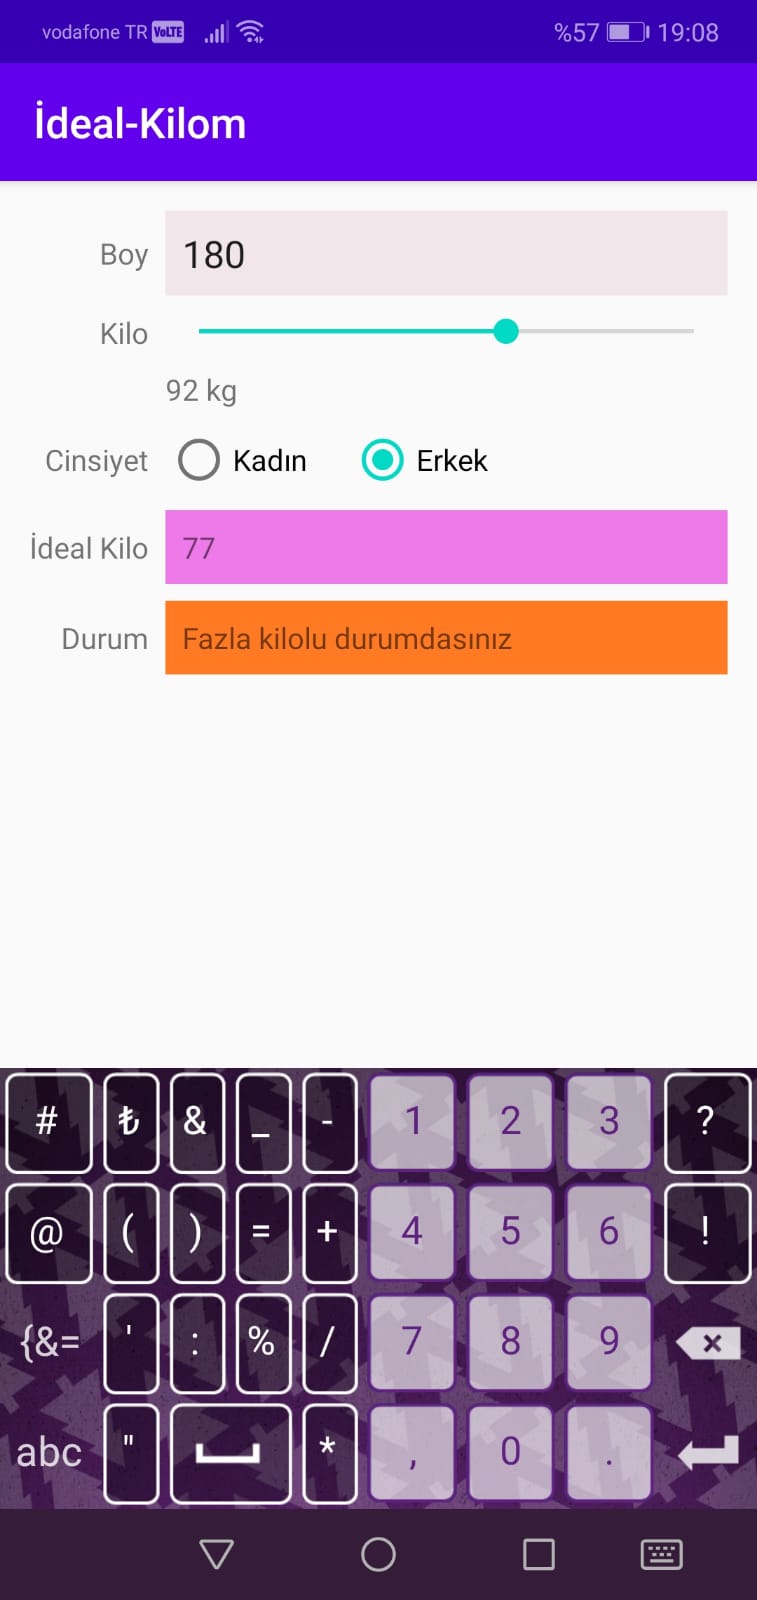 vodafone TR VoLTE %57 19:08
İdeal-Kilom
Boy 180
Kilo
92 kg
Cinsiyet Kadın Erkek
İdeal Kilo 77
Durum Fazla kilolu durumdasınız
# ₺ & _ - 1 2 3 ?
@ ( ) = + 4 5 6 !
{&= ' : % / 7 8 9
abc " * , 0 .